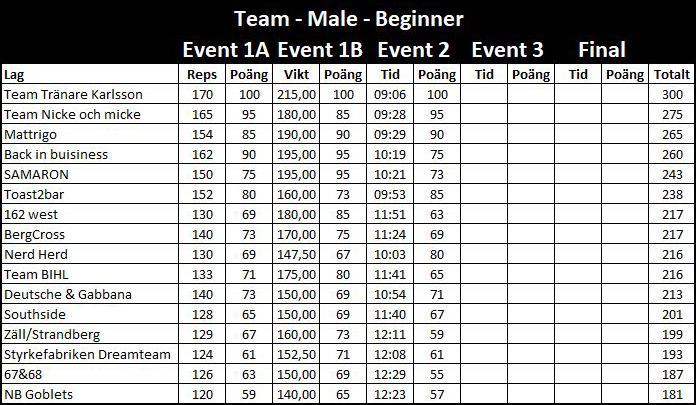 Team - Male - Beginner
Event 1A Event 1B Event 2 Event 3 Final
Lag Reps Poäng Vikt Poäng Tid Poäng Tid Poäng Tid Poäng Totalt
Team Tränare Karlsson 170 100 215,00 100 09:06 100 300
Team Nicke och micke 165 95 180,00 85 09:28 95 275
Mattrigo 154 85 190,00 90 09:29 90 265
Back in buisiness 162 90 195,00 95 10:19 75 260
SAMARON 150 75 195,00 95 10:21 73 243
Toast2bar 152 80 160,00 73 09:53 85 238
162 west 130 69 180,00 85 11:51 63 217
BergCross 140 73 170,00 75 11:24 69 217
Nerd Herd 130 69 147,50 67 10:03 80 216
Team BIHL 133 71 175,00 80 11:41 65 216
Deutsche & Gabbana 140 73 150,00 69 10:54 71 213
Southside 128 65 150,00 69 11:40 67 201
Zäll/Strandberg 129 67 160,00 73 12:11 59 199
Styrkefabriken Dreamteam 124 61 152,50 71 12:08 61 193
67&68 126 63 150,00 69 12:29 55 187
NB Goblets 120 59 140,00 65 12:23 57 181